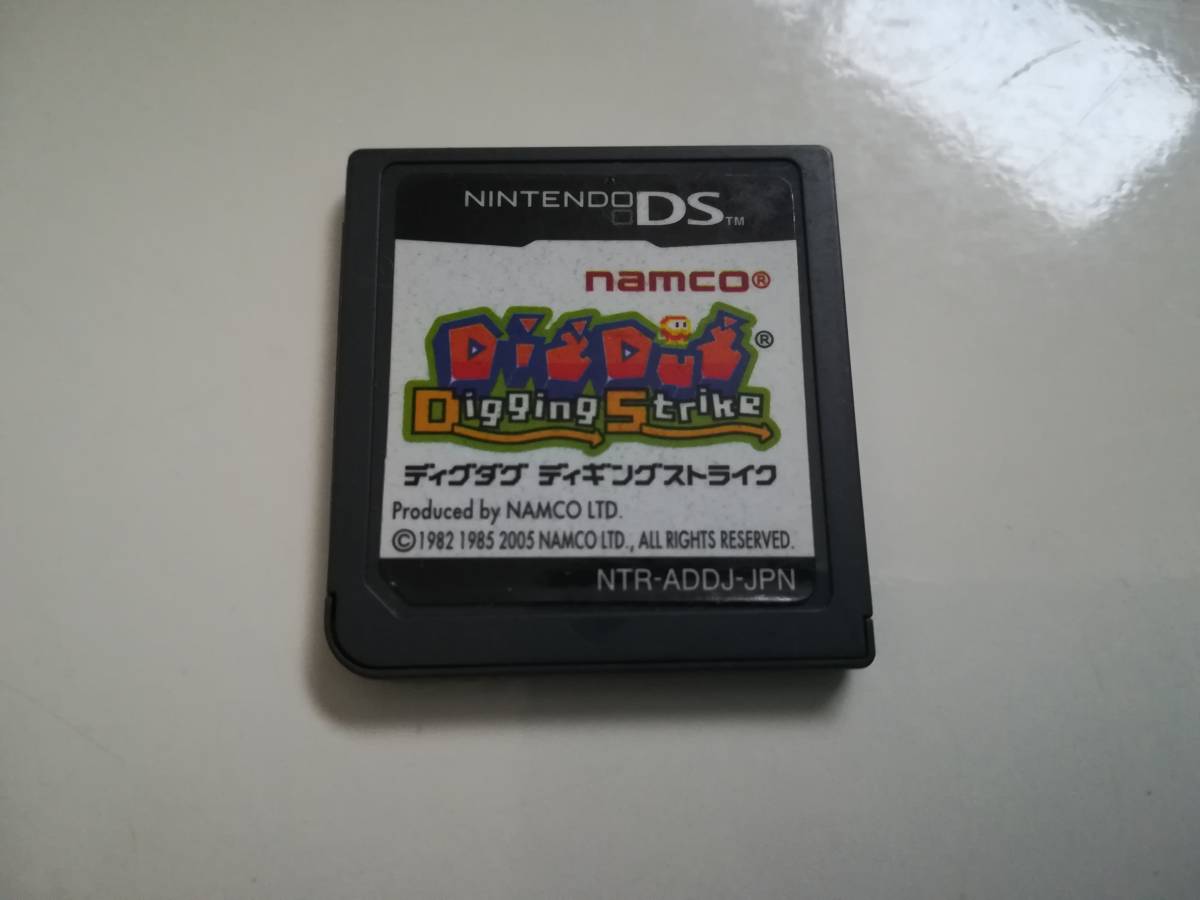 NINTENDO DS™
namco®
DigDug®
Digging Strike
ディグダグ ディギングストライク
Produced by NAMCO LTD.
©1982 1985 2005 NAMCO LTD., ALL RIGHTS RESERVED.
NTR-ADDJ-JPN